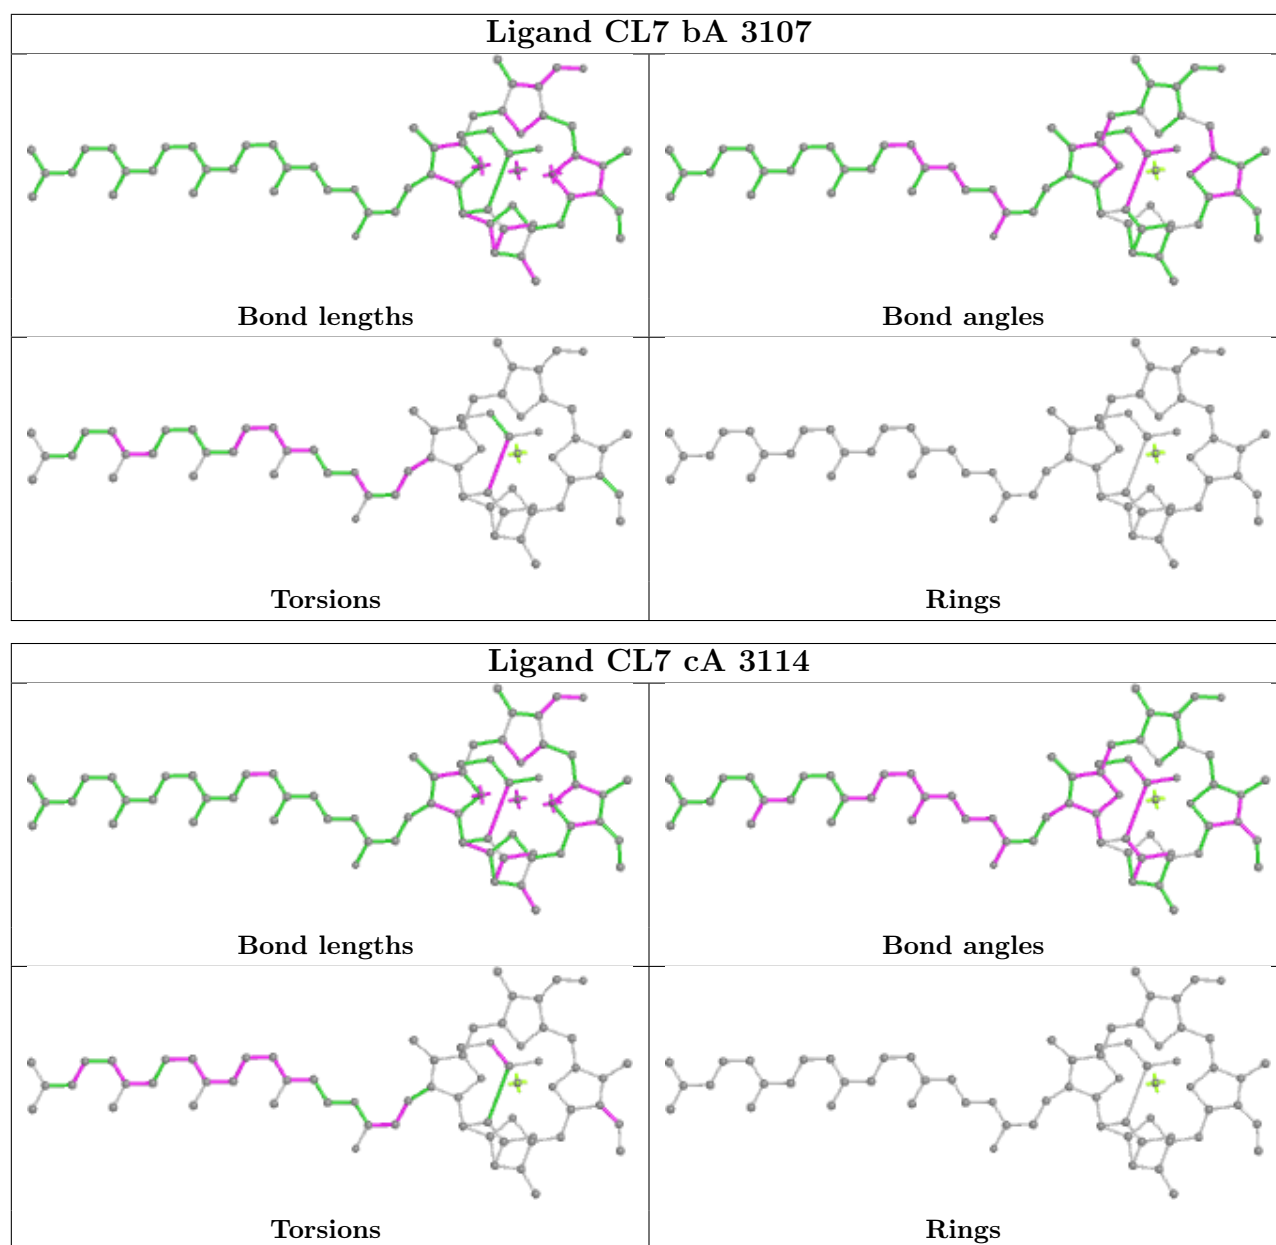 Ligand CL7 bA 3107
Bond lengths
Bond angles
Torsions
Rings
Ligand CL7 cA 3114
Bond lengths
Bond angles
Torsions
Rings